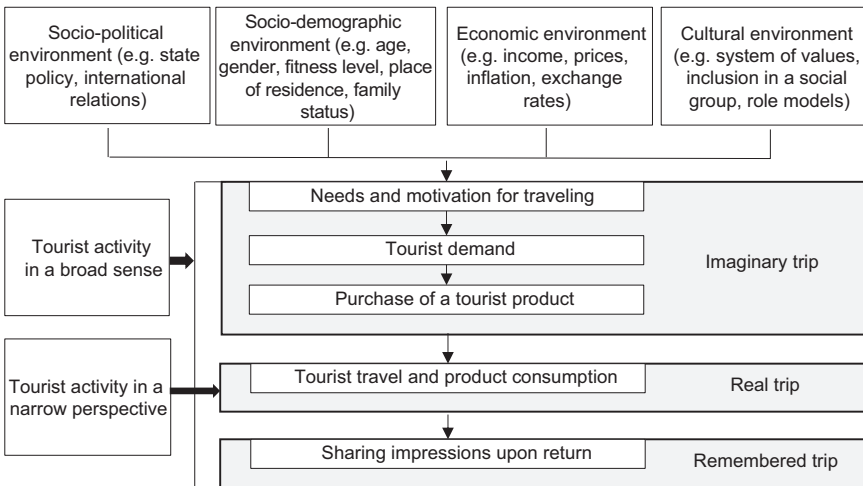 Socio-political
environment (e.g. state
policy, international
relations)
Socio-demographic
environment (e.g. age,
gender, fitness level, place
of residence, family
status)
Economic environment
(e.g. income, prices,
inflation, exchange
rates)
Cultural environment
(e.g. system of values,
inclusion in a social
group, role models)
Needs and motivation for traveling
Tourist activity
in a broad sense
Tourist demand
Imaginary trip
Purchase of a tourist product
Tourist activity in a
narrow perspective
Tourist travel and product consumption
Real trip
Sharing impressions upon return
Remembered trip